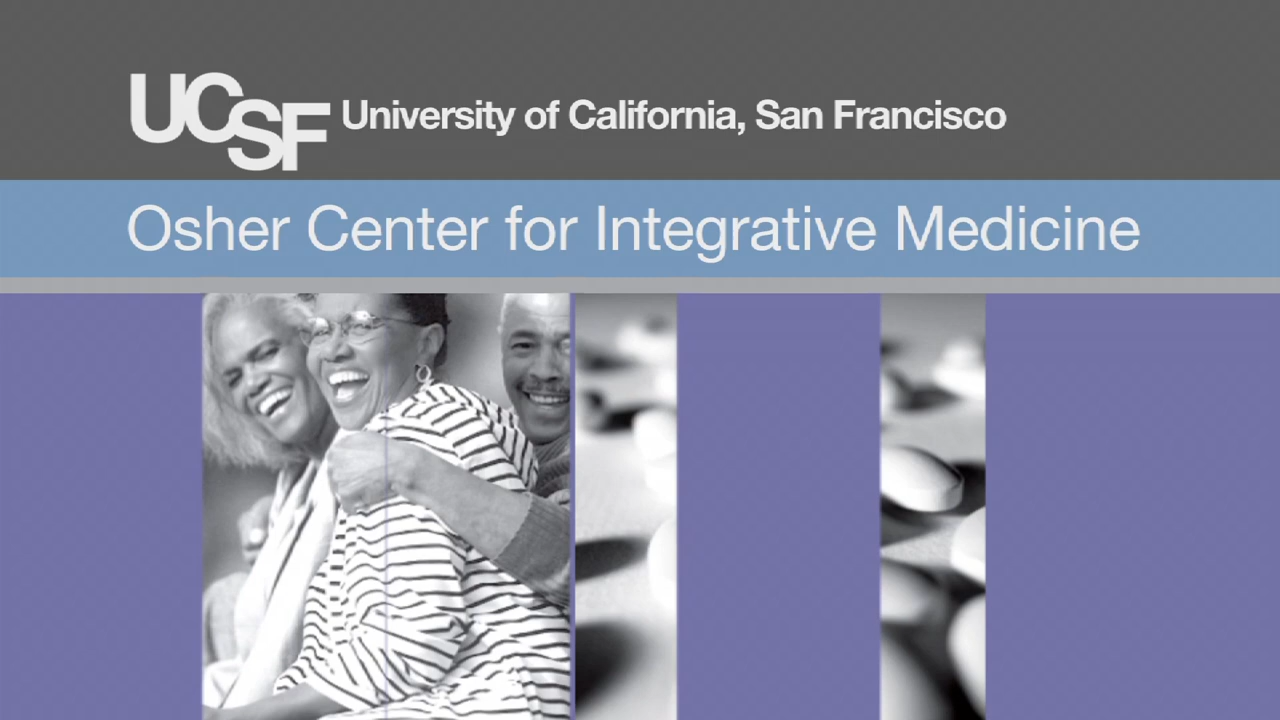 UCSF University of California, San Francisco
Osher Center for Integrative Medicine